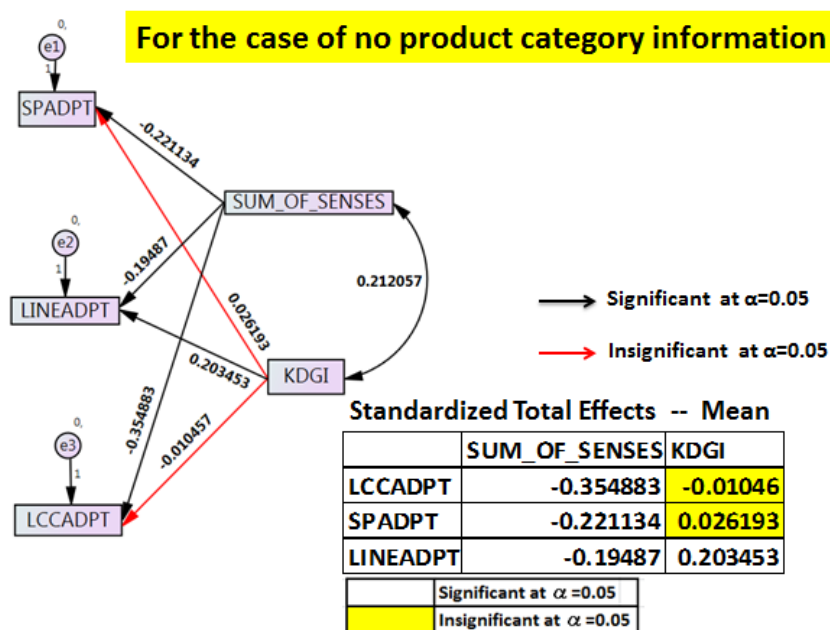 For the case of no product category information
0,
e1
1
SPADPT
-0.221134
SUM_OF_SENSES
0,
e2
1
-0.19487
0.212057
LINEADPT
0.026193
Significant at α=0.05
0.203453
KDGI
Insignificant at α=0.05
-0.354883
-0.010457
0,
e3
1
LCCADPT
Standardized Total Effects -- Mean
SUM_OF_SENSES KDGI
LCCADPT -0.354883 -0.01046
SPADPT -0.221134 0.026193
LINEADPT -0.19487 0.203453
Significant at α =0.05
Insignificant at α =0.05